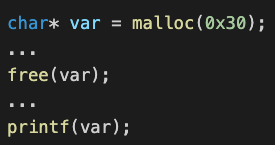 char* var = malloc(0x30);
...
free(var);
...
printf(var);